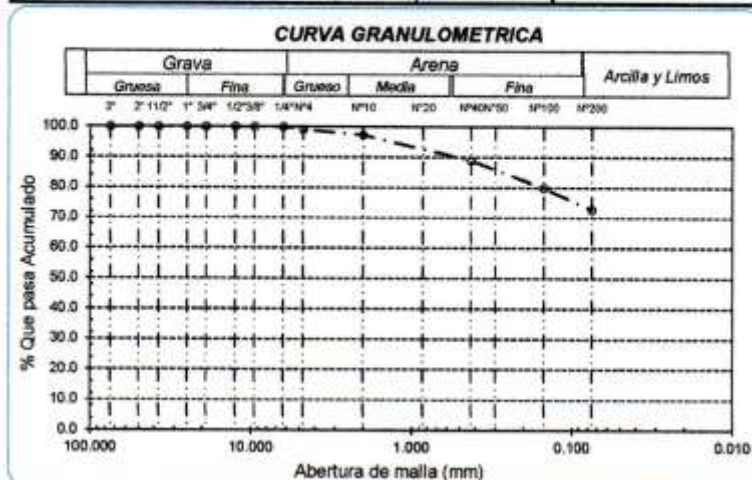 CURVA GRANULOMETRICA
Grava Arena Arcilla y Limos
Gruesa Fina Grueso Media Fina
3" 2" 1 1/2" 1" 3/4" 1/2" 3/8" 1/4" Nº4 Nº10 Nº20 Nº40 Nº50 Nº100 Nº200
100.0
90.0
80.0
70.0
60.0
50.0
40.0
30.0
20.0
10.0
0.0
% Que pasa Acumulado
100.000 10.000 1.000 0.100 0.010
Abertura de malla (mm)